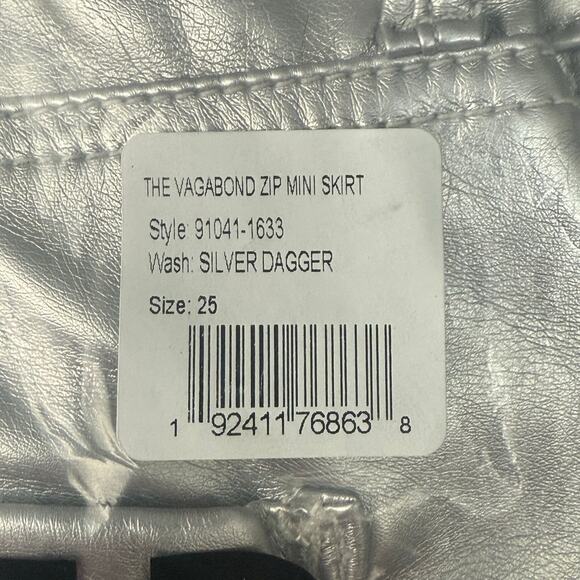 THE VAGABOND ZIP MINI SKIRT
Style: 91041-1633
Wash: SILVER DAGGER
Size: 25
1 92411 76863 8